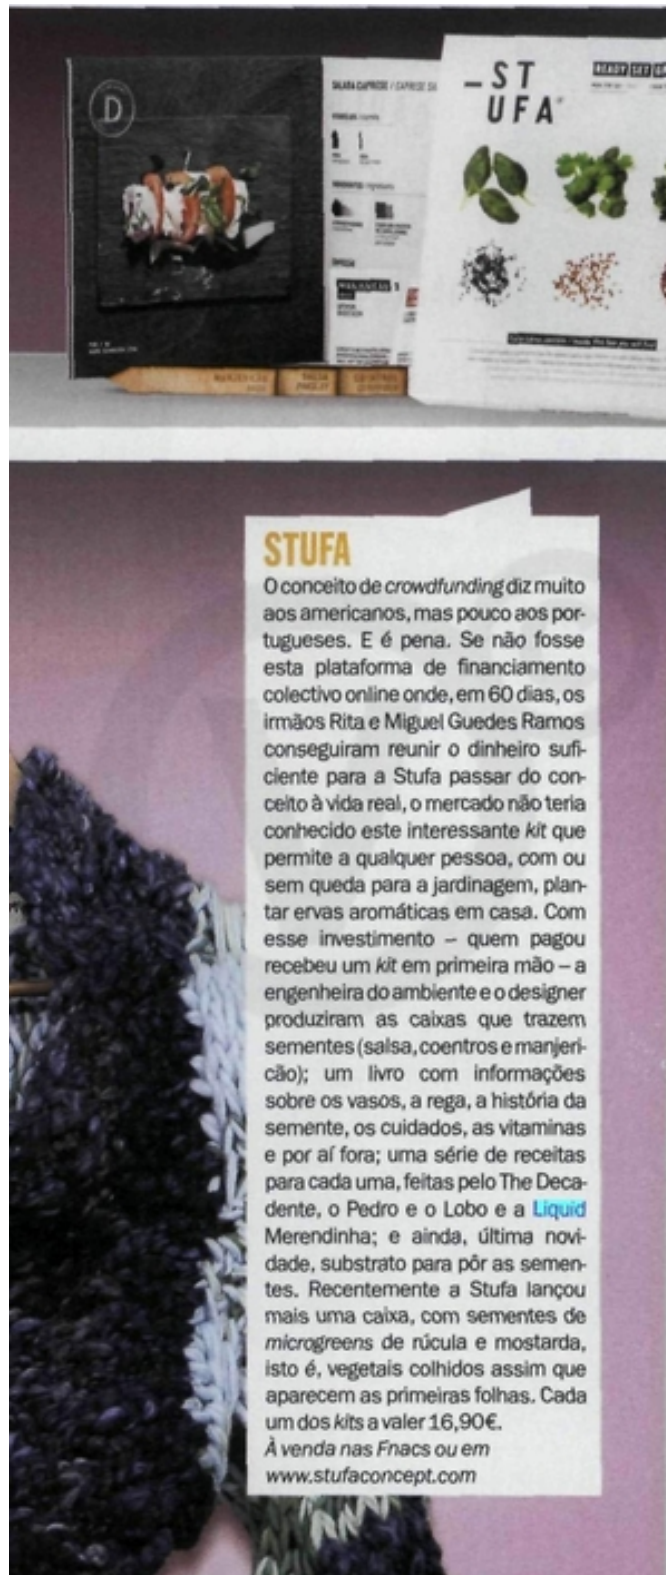 D
SALADA CAPRESE / CAPRESE SA
_ST
UFA
READY SET G
STUFA
O conceito de crowdfunding diz muito
aos americanos, mas pouco aos por-
tugueses. E é pena. Se não fosse
esta plataforma de financiamento
colectivo online onde, em 60 dias, os
irmãos Rita e Miguel Guedes Ramos
conseguiram reunir o dinheiro sufi-
ciente para a Stufa passar do con-
ceito à vida real, o mercado não teria
conhecido este interessante kit que
permite a qualquer pessoa, com ou
sem queda para a jardinagem, plan-
tar ervas aromáticas em casa. Com
esse investimento – quem pagou
recebeu um kit em primeira mão – a
engenheira do ambiente e o designer
produziram as caixas que trazem
sementes (salsa, coentros e manjeri-
cão); um livro com informações
sobre os vasos, a rega, a história da
semente, os cuidados, as vitaminas
e por aí fora; uma série de receitas
para cada uma, feitas pelo The Deca-
dente, o Pedro e o Lobo e a Liquid
Merendinha; e ainda, última novi-
dade, substrato para pôr as semen-
tes. Recentemente a Stufa lançou
mais uma caixa, com sementes de
microgreens de rúcula e mostarda,
isto é, vegetais colhidos assim que
aparecem as primeiras folhas. Cada
um dos kits a valer 16,90€.
À venda nas Fnacs ou em
www.stufaconcept.com